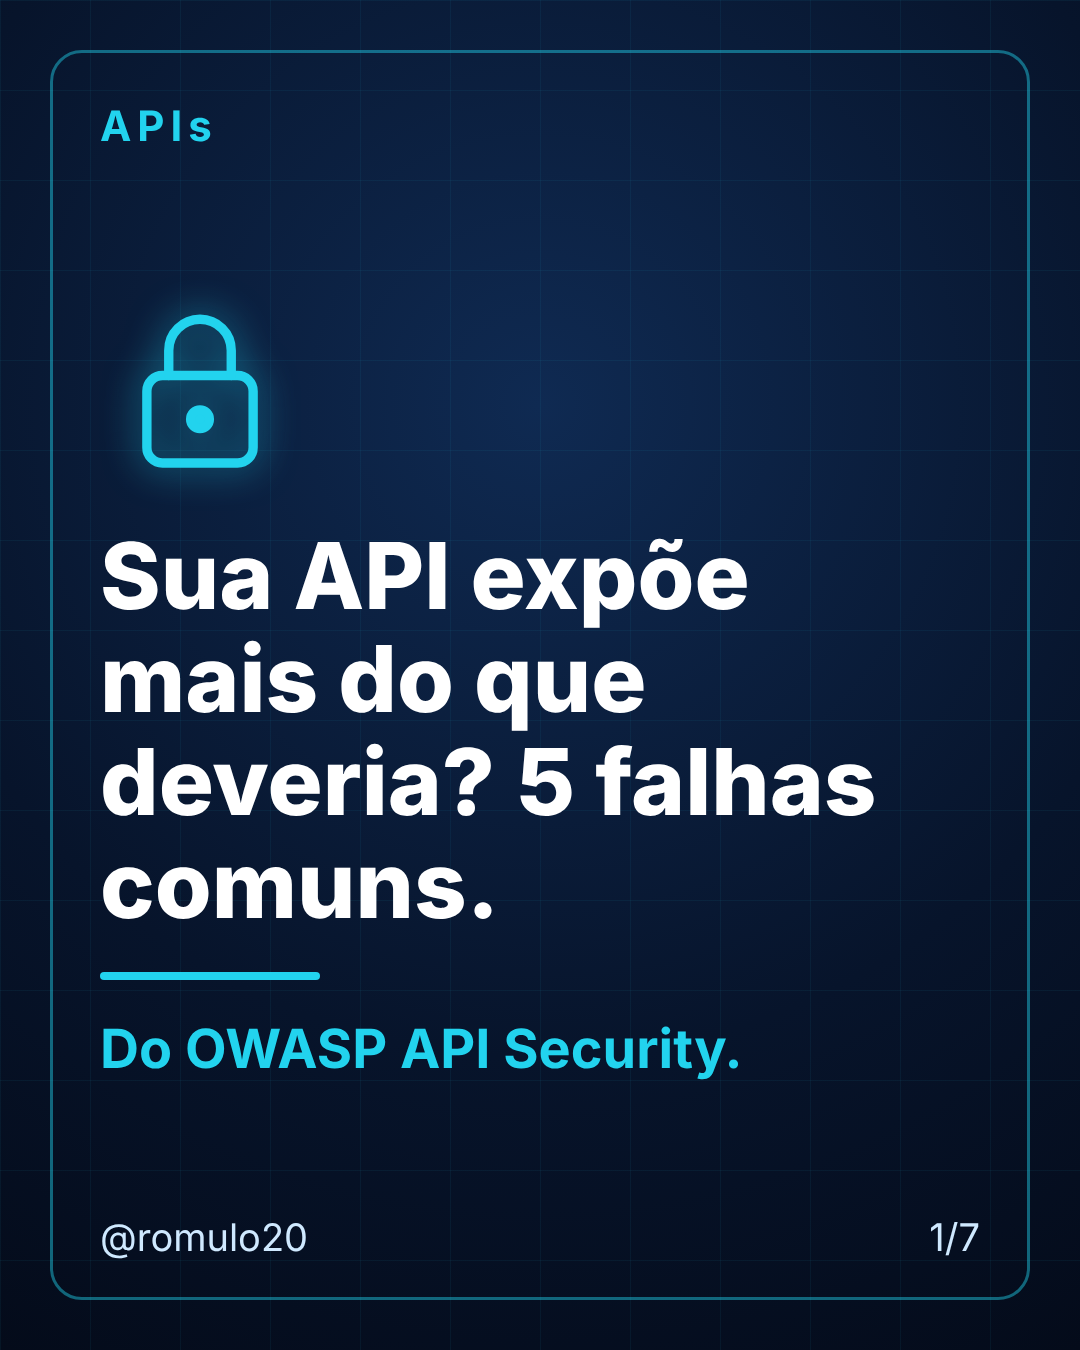 APIs
Sua API expõe
mais do que
deveria? 5 falhas
comuns.
Do OWASP API Security.
@romulo20
1/7